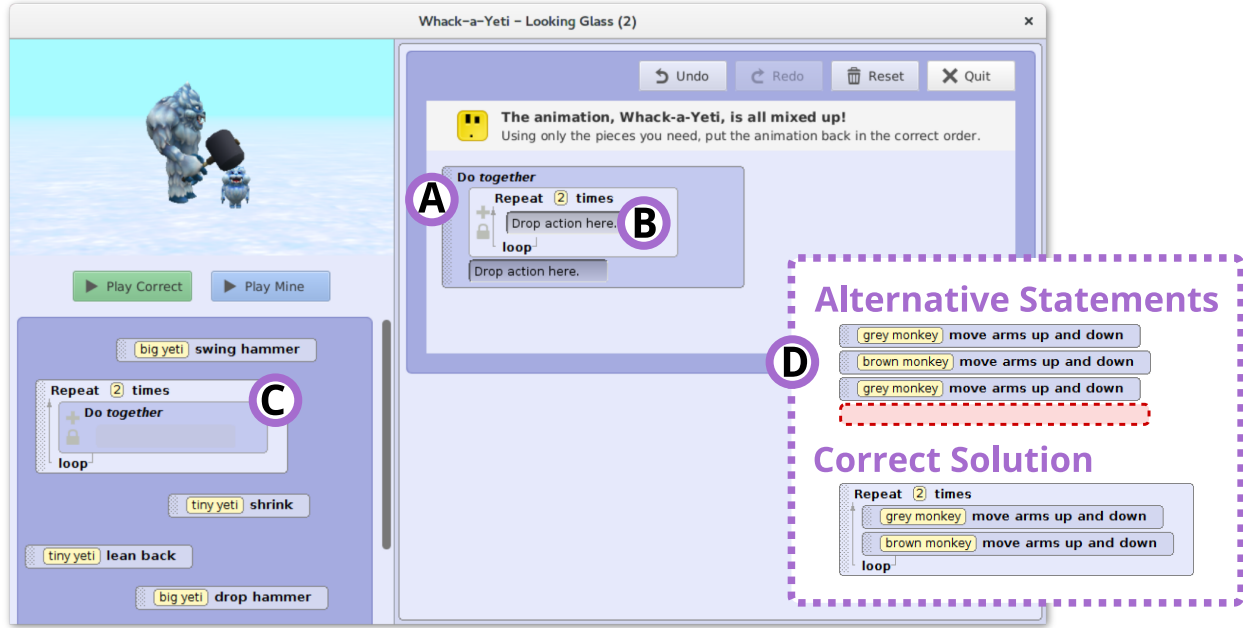 Whack-a-Yeti – Looking Glass (2)
×
Undo
Redo
Reset
Quit
The animation, Whack-a-Yeti, is all mixed up!
Using only the pieces you need, put the animation back in the correct order.
A
Do together
Repeat 2 times
Drop action here.
B
loop
Drop action here.
Play Correct
Play Mine
big yeti swing hammer
Repeat 2 times
C
Do together
loop
tiny yeti shrink
tiny yeti lean back
big yeti drop hammer
D
Alternative Statements
grey monkey move arms up and down
brown monkey move arms up and down
grey monkey move arms up and down
Correct Solution
Repeat 2 times
grey monkey move arms up and down
brown monkey move arms up and down
loop